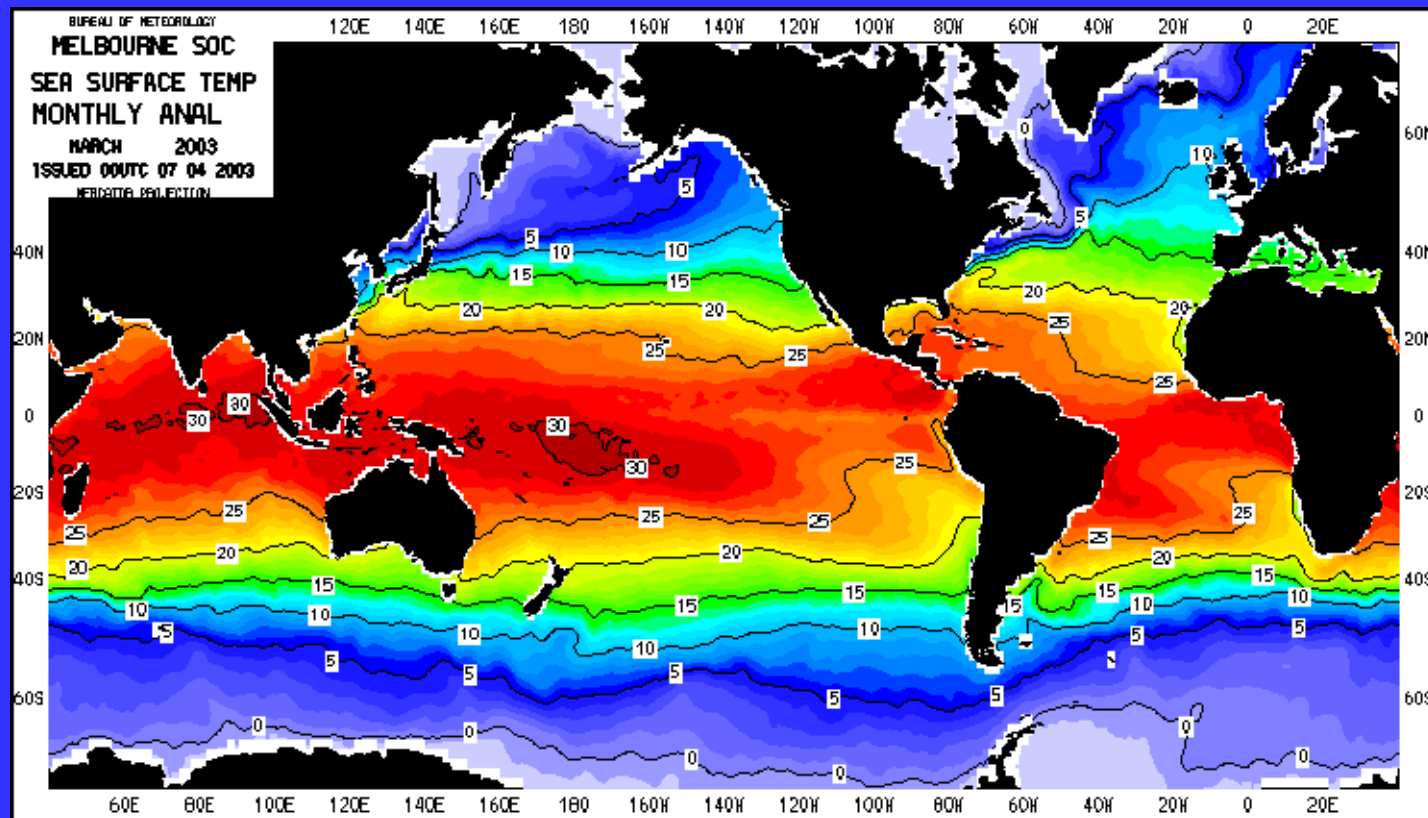 BUREAU OF METEOROLOGY
MELBOURNE SOC
SEA SURFACE TEMP
MONTHLY ANAL
MARCH 2003
ISSUED 00UTC 07 04 2003
MERCATOR PROJECTION
120E 140E 160E 180 160W 140W 120W 100W 80W 60W 40W 20W 0 20E
0 60N
10
5
5
5
40N 10 10 40N
15 15
20 20 20 20
25
20N 25 25 25 20N
30
0 30 30 0
25 30
20S 20S
25 25 25 25 25 25
20 20 20 20
40S 15 15 15 15 15 15 40S
10 10 10 10 10 10 10
5 5 5
5 5 5 5 5
60S 60S
0 0 0
0 0 0
60E 80E 100E 120E 140E 160E 180 160W 140W 120W 100W 80W 60W 40W 20W 0 20E